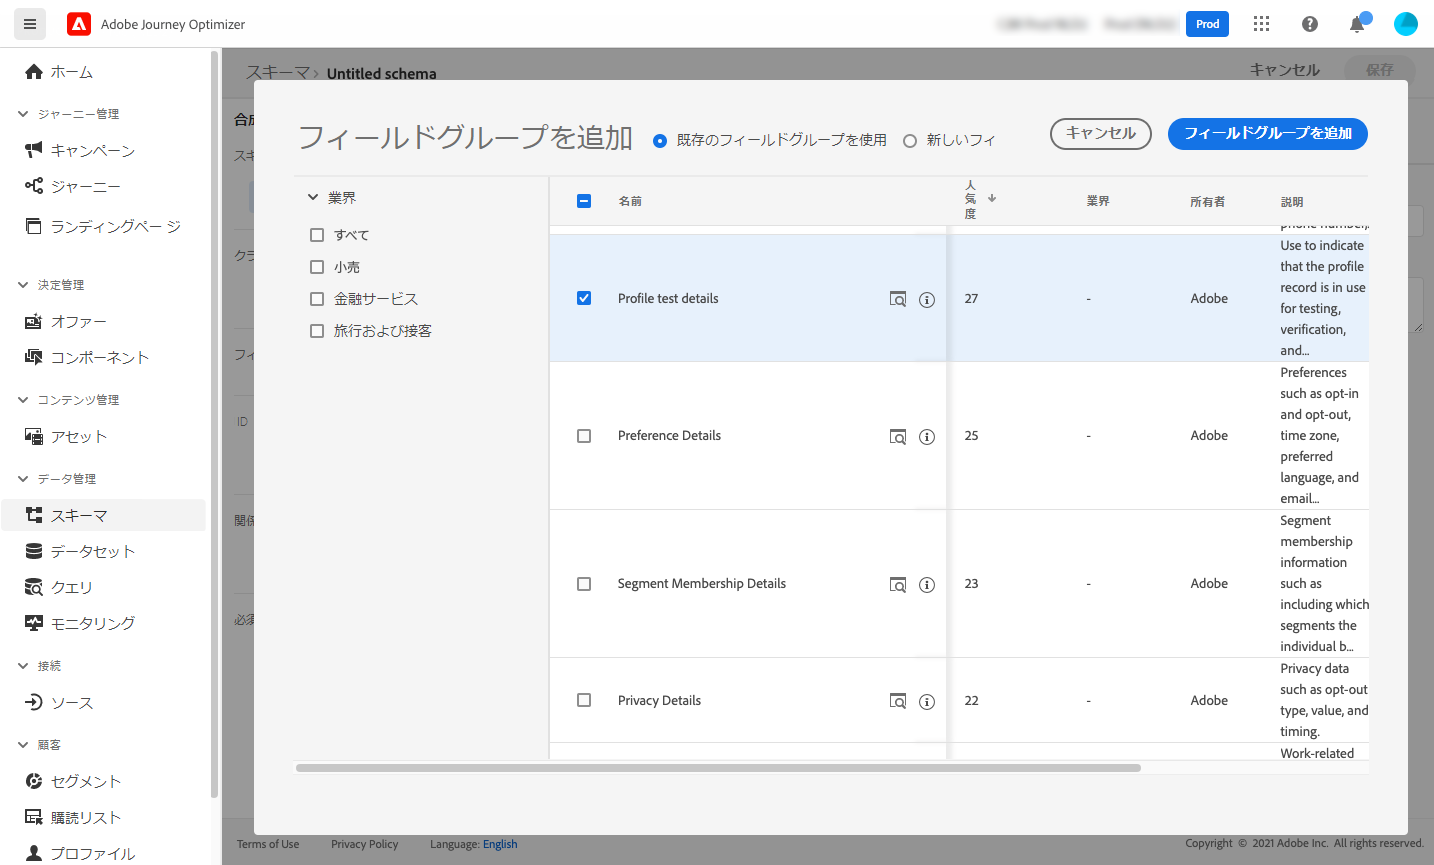 Adobe Journey Optimizer
Prod
ホーム
ジャーニー管理
キャンペーン
ジャーニー
ランディングページ
決定管理
オファー
コンポーネント
コンテンツ管理
アセット
データ管理
スキーマ
データセット
クエリ
モニタリング
接続
ソース
顧客
セグメント
購読リスト
プロファイル
スキーマ › Untitled schema
キャンセル
保存
ID
フィールドグループを追加
既存のフィールドグループを使用
新しいフィ
キャンセル
フィールドグループを追加
業界
すべて
小売
金融サービス
旅行および接客
名前
人気度
業界
所有者
説明
phone number,
Profile test details
27
-
Adobe
Use to indicate
that the profile
record is in use
for testing,
verification,
and...
Preference Details
25
-
Adobe
Preferences
such as opt-in
and opt-out,
time zone,
preferred
language, and
email...
Segment Membership Details
23
-
Adobe
Segment
membership
information
such as
including which
segments the
individual b...
Privacy Details
22
-
Adobe
Privacy data
such as opt-out
type, value, and
timing.
Work-related
Terms of Use
Privacy Policy
Language: English
Copyright © 2021 Adobe Inc. All rights reserved.